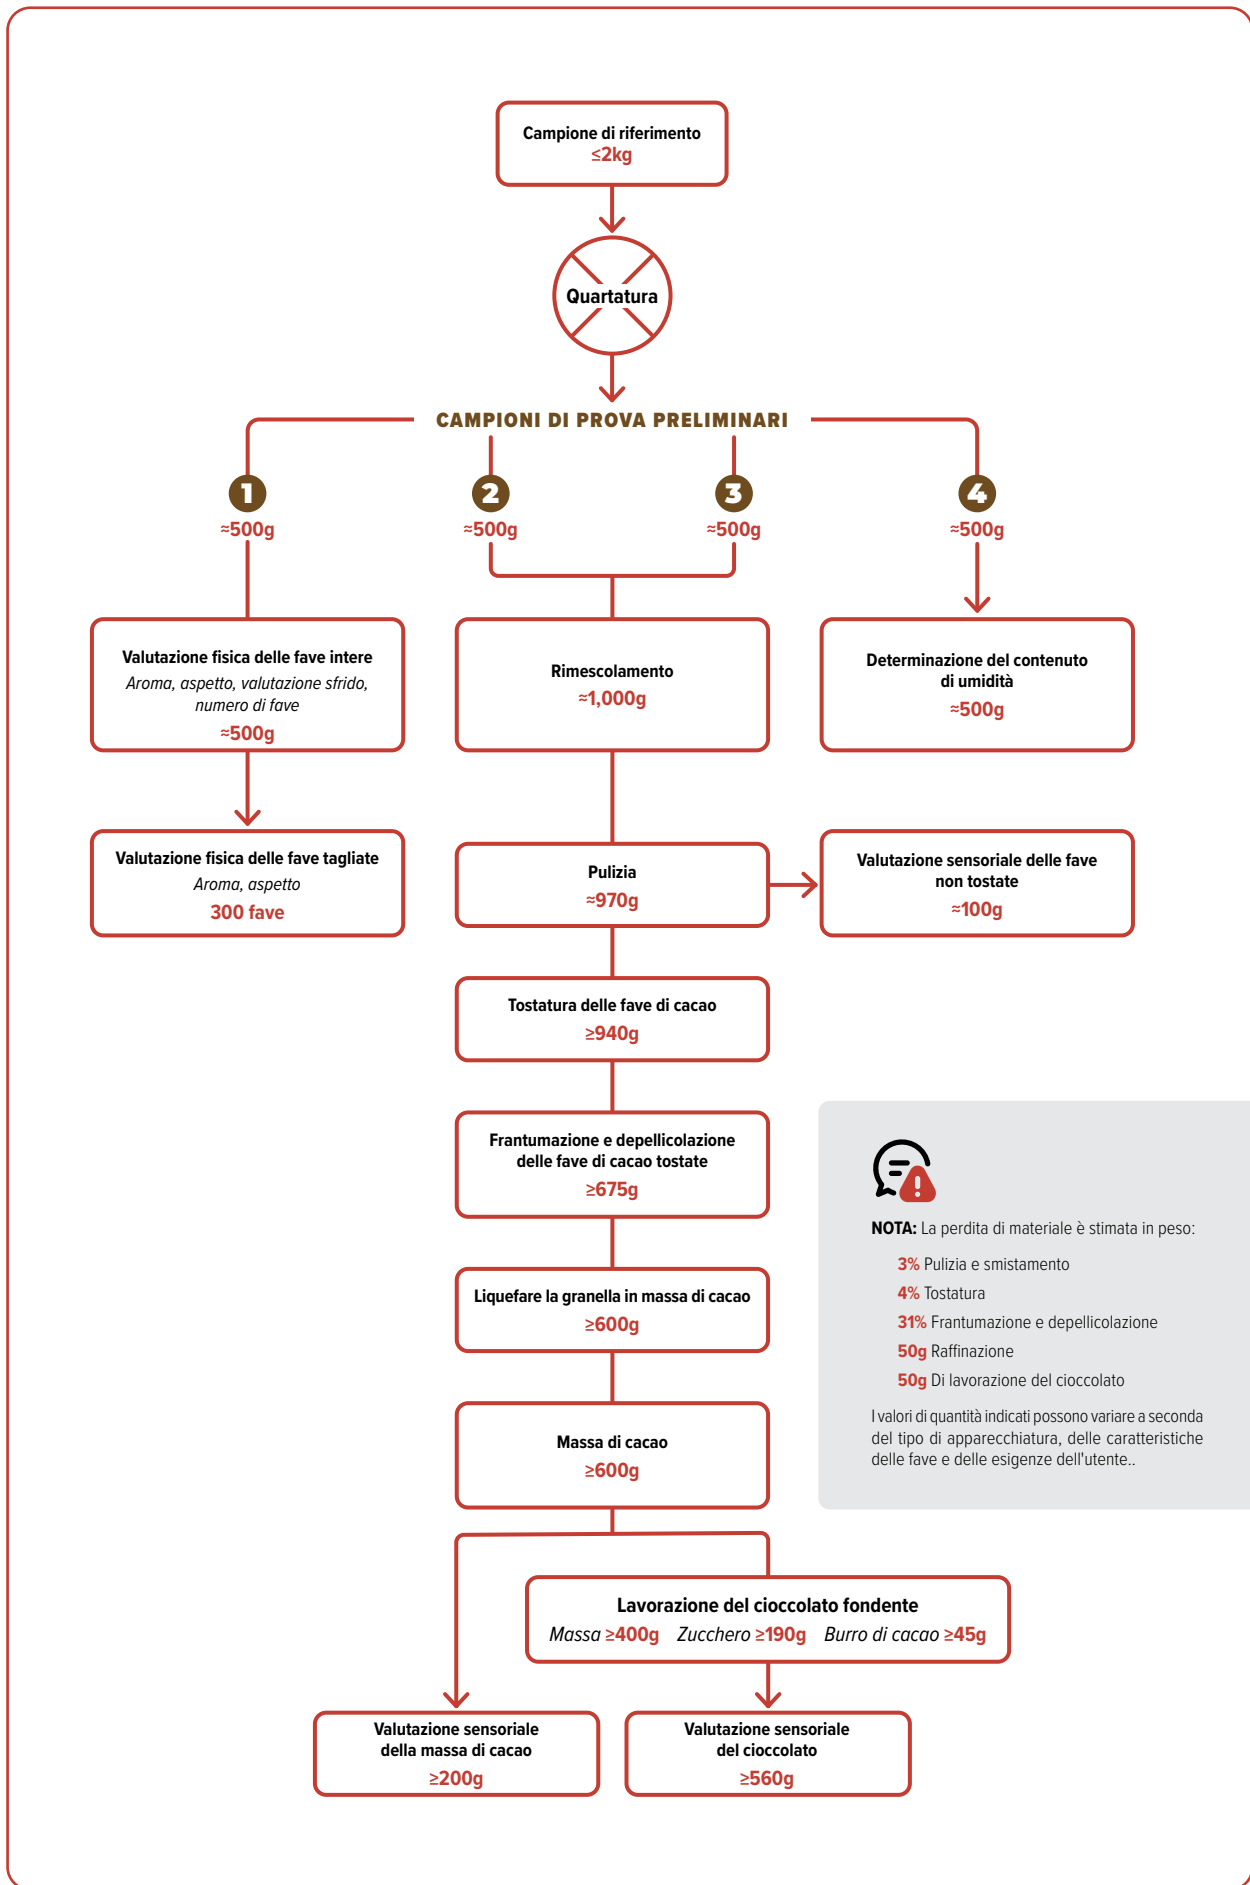 Campione di riferimento
≤2kg
Quartatura
CAMPIONI DI PROVA PRELIMINARI
1
2
3
4
≈500g
≈500g
≈500g
≈500g
Valutazione fisica delle fave intere
Aroma, aspetto, valutazione sfrido,
numero di fave
≈500g
Rimescolamento
≈1,000g
Determinazione del contenuto
di umidità
≈500g
Valutazione fisica delle fave tagliate
Aroma, aspetto
300 fave
Pulizia
≈970g
Valutazione sensoriale delle fave
non tostate
≈100g
Tostatura delle fave di cacao
≥940g
Frantumazione e depellicolazione
delle fave di cacao tostate
≥675g
Liquefare la granella in massa di cacao
≥600g
Massa di cacao
≥600g
NOTA: La perdita di materiale è stimata in peso:
3% Pulizia e smistamento
4% Tostatura
31% Frantumazione e depellicolazione
50g Raffinazione
50g Di lavorazione del cioccolato
I valori di quantità indicati possono variare a seconda
del tipo di apparecchiatura, delle caratteristiche
delle fave e delle esigenze dell'utente..
Lavorazione del cioccolato fondente
Massa ≥400g Zucchero ≥190g Burro di cacao ≥45g
Valutazione sensoriale
della massa di cacao
≥200g
Valutazione sensoriale
del cioccolato
≥560g